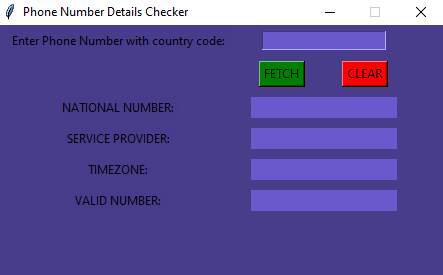 Phone Number Details Checker
Enter Phone Number with country code:
FETCH CLEAR
NATIONAL NUMBER:
SERVICE PROVIDER:
TIMEZONE:
VALID NUMBER: